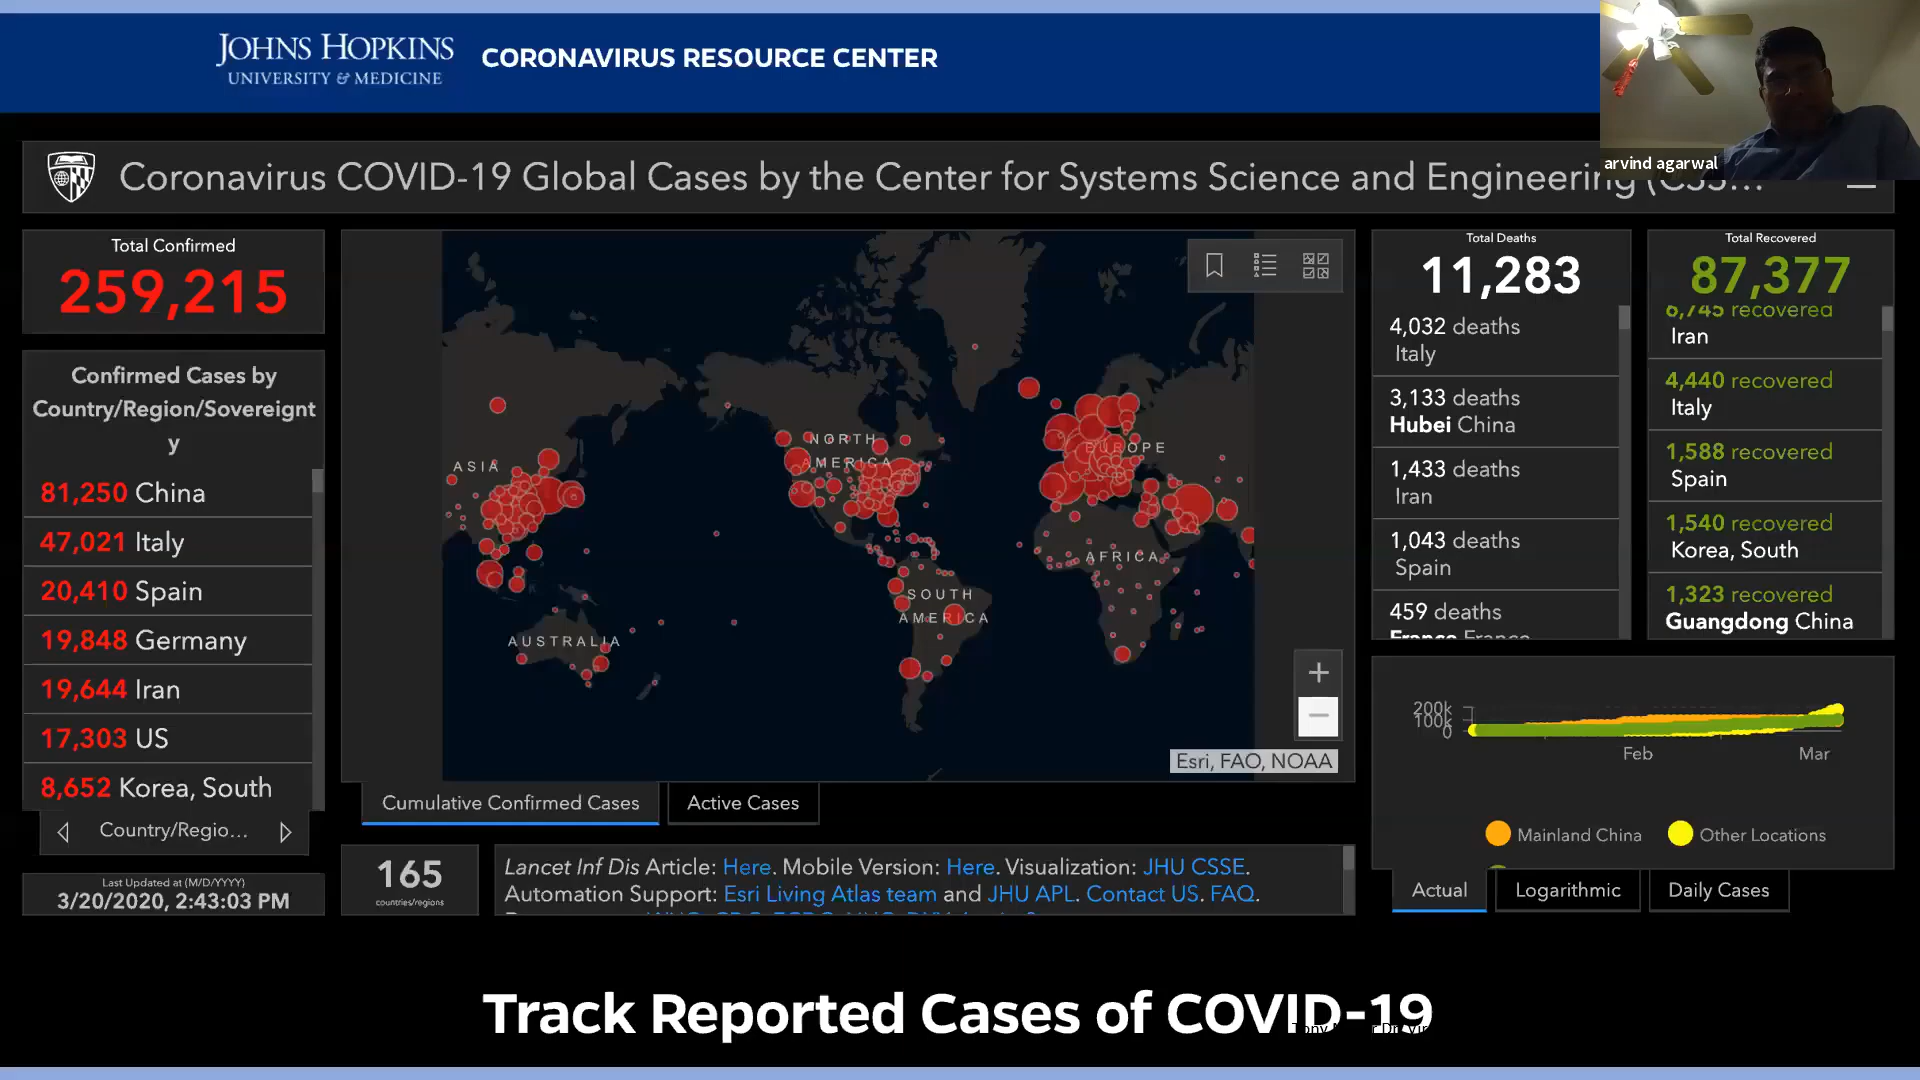 JOHNS HOPKINS
UNIVERSITY & MEDICINE
CORONAVIRUS RESOURCE CENTER
arvind agarwal
Coronavirus COVID-19 Global Cases by the Center for Systems Science and Engineering (CSS...
Total Confirmed
259,215
Confirmed Cases by
Country/Region/Sovereignt
y
81,250 China
47,021 Italy
20,410 Spain
19,848 Germany
19,644 Iran
17,303 US
8,652 Korea, South
Country/Regio...
Last Updated at (M/D/YYYY)
3/20/2020, 2:43:03 PM
ASIA
NORTH
AMERICA
EUROPE
AFRICA
SOUTH
AMERICA
AUSTRALIA
Esri, FAO, NOAA
Cumulative Confirmed Cases
Active Cases
165
countries/regions
Lancet Inf Dis Article: Here. Mobile Version: Here. Visualization: JHU CSSE.
Automation Support: Esri Living Atlas team and JHU APL. Contact US. FAQ.
Total Deaths
11,283
4,032 deaths
Italy
3,133 deaths
Hubei China
1,433 deaths
Iran
1,043 deaths
Spain
459 deaths
France France
Total Recovered
87,377
6,745 recovered
Iran
4,440 recovered
Italy
1,588 recovered
Spain
1,540 recovered
Korea, South
1,323 recovered
Guangdong China
200k
100k
0
Feb
Mar
Mainland China
Other Locations
Actual
Logarithmic
Daily Cases
Track Reported Cases of COVID-19